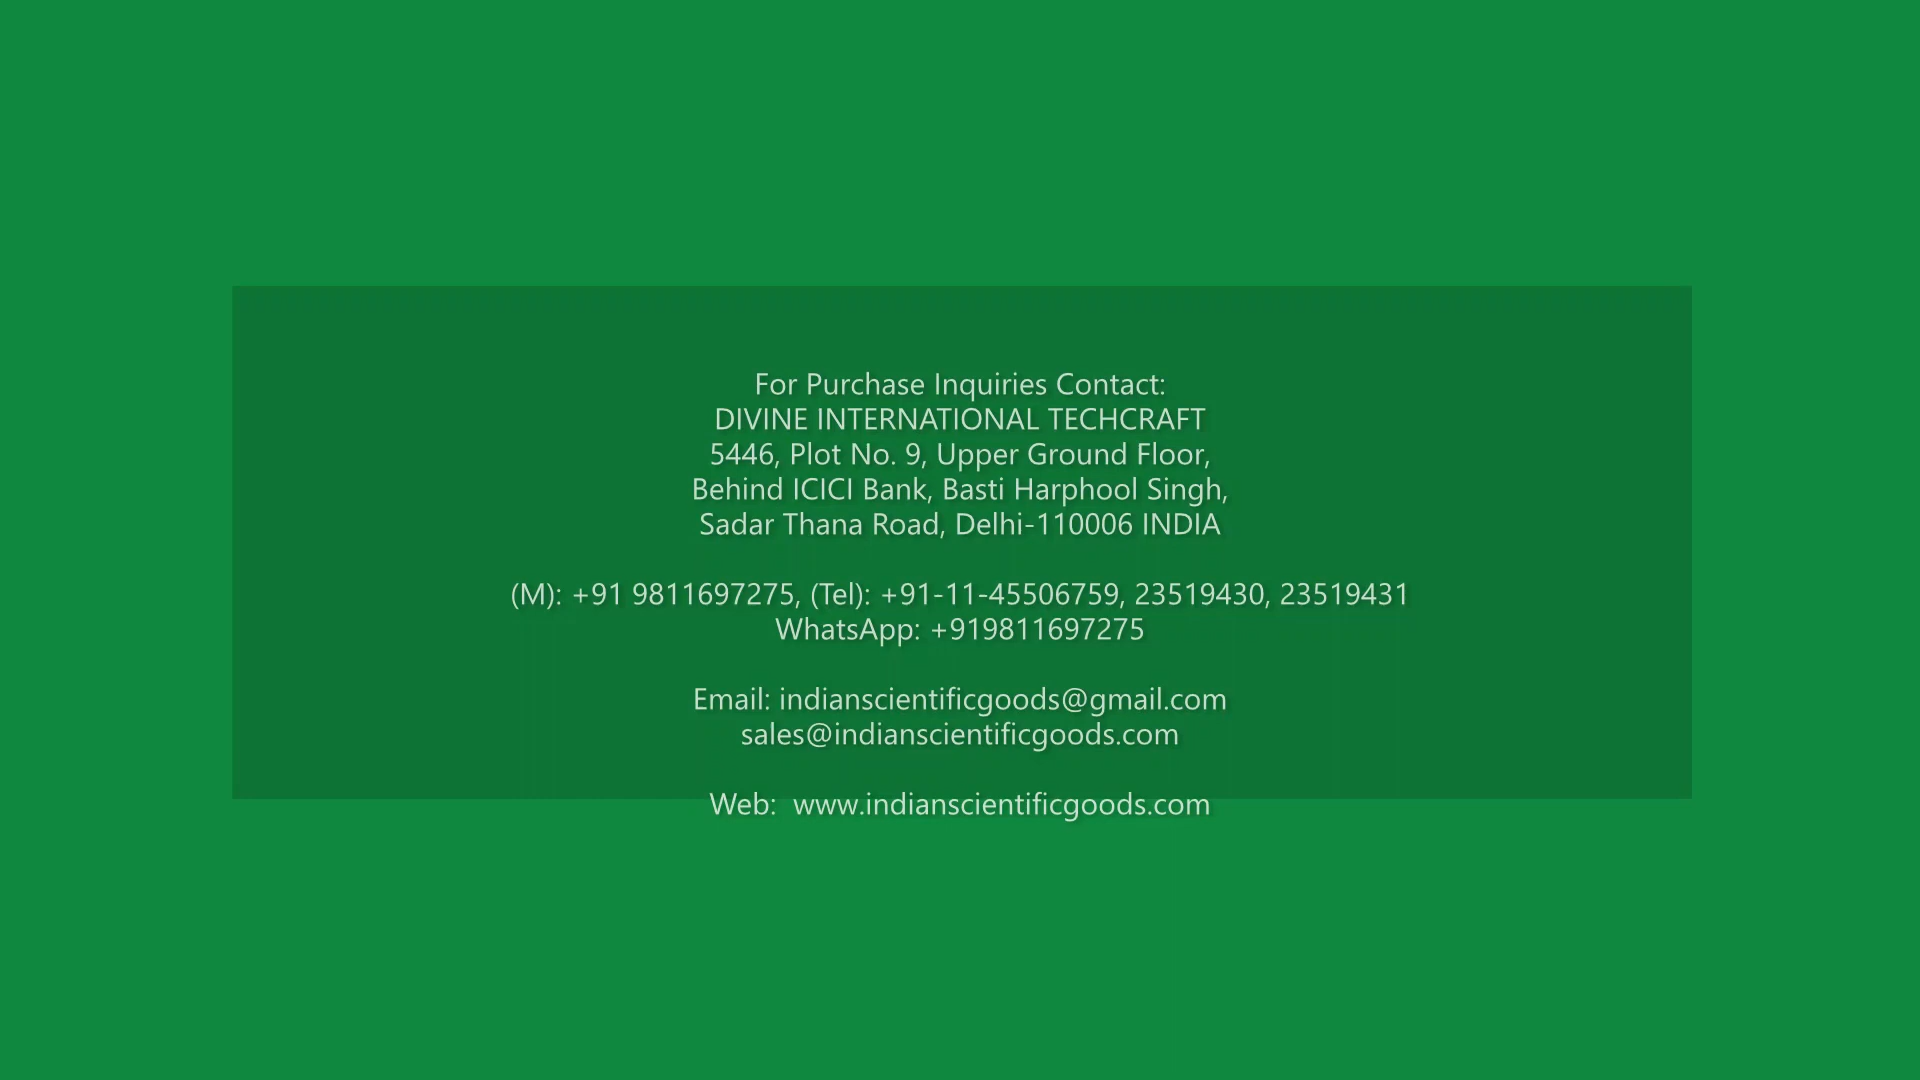 For Purchase Inquiries Contact:
DIVINE INTERNATIONAL TECHCRAFT
5446, Plot No. 9, Upper Ground Floor,
Behind ICICI Bank, Basti Harphool Singh,
Sadar Thana Road, Delhi-110006 INDIA
(M): +91 9811697275, (Tel): +91-11-45506759, 23519430, 23519431
WhatsApp: +919811697275
Email: indianscientificgoods@gmail.com
sales@indianscientificgoods.com
Web:  www.indianscientificgoods.com